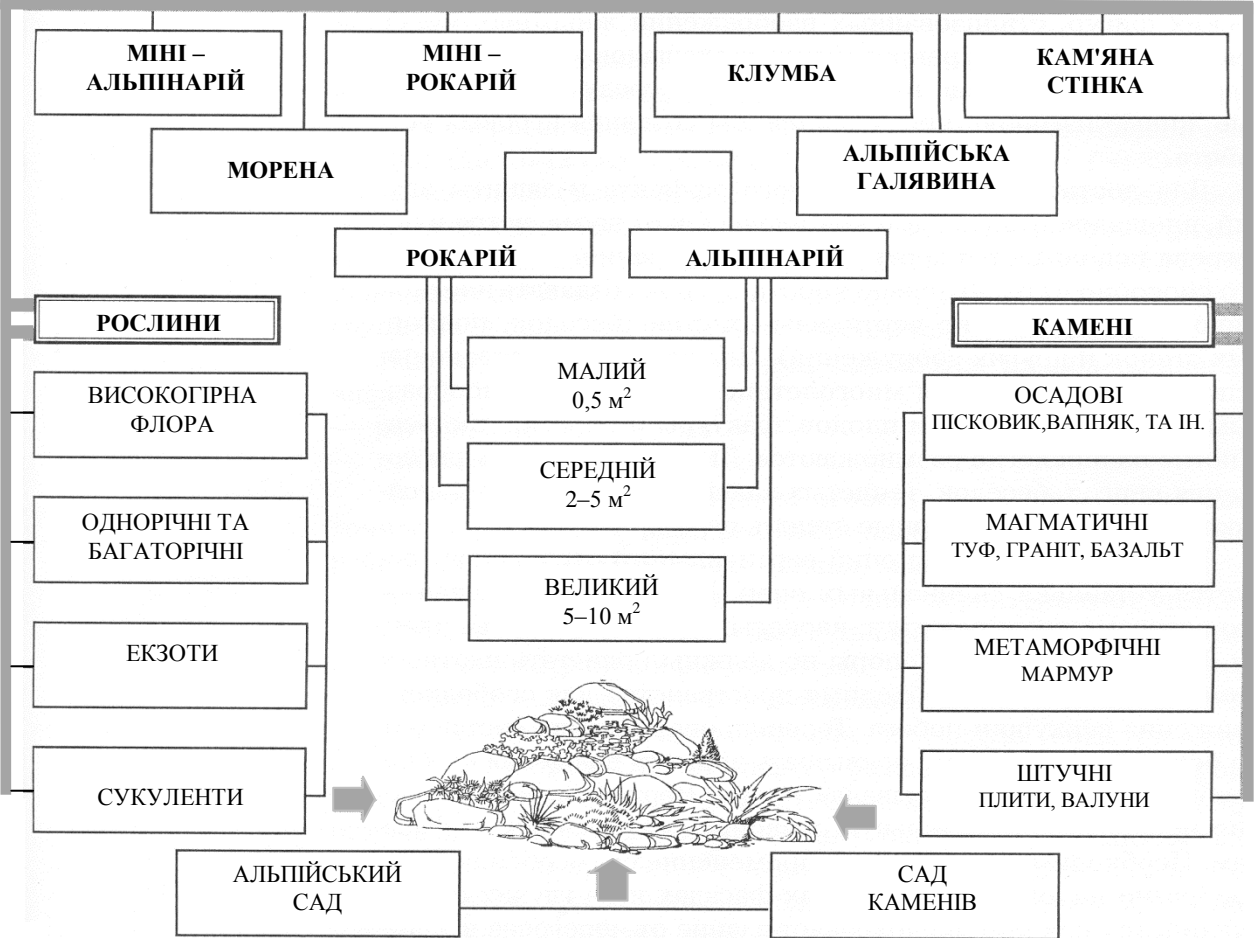 МІНІ –
АЛЬПІНАРІЙ
МІНІ –
РОКАРІЙ
КЛУМБА
КАМ'ЯНА
СТІНКА
МОРЕНА
АЛЬПІЙСЬКА
ГАЛЯВИНА
РОКАРІЙ
АЛЬПІНАРІЙ
РОСЛИНИ
КАМЕНІ
МАЛИЙ
0,5 м²
СЕРЕДНІЙ
2–5 м²
ВЕЛИКИЙ
5–10 м²
ВИСОКОГІРНА
ФЛОРА
ОДНОРІЧНІ ТА
БАГАТОРІЧНІ
ЕКЗОТИ
СУКУЛЕНТИ
ОСАДОВІ
ПІСКОВИК,ВАПНЯК, ТА ІН.
МАГМАТИЧНІ
ТУФ, ГРАНІТ, БАЗАЛЬТ
МЕТАМОРФІЧНІ
МАРМУР
ШТУЧНІ
ПЛИТИ, ВАЛУНИ
АЛЬПІЙСЬКИЙ
САД
САД
КАМЕНІВ